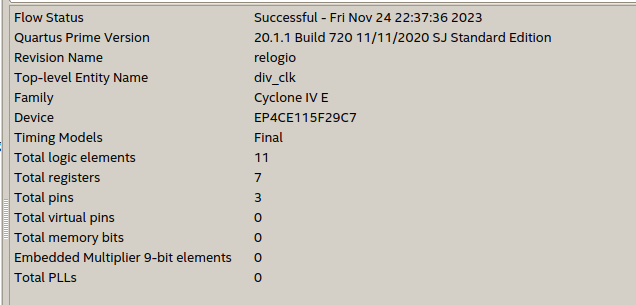 Flow Status Successful - Fri Nov 24 22:37:36 2023
Quartus Prime Version 20.1.1 Build 720 11/11/2020 SJ Standard Edition
Revision Name relogio
Top-level Entity Name div_clk
Family Cyclone IV E
Device EP4CE115F29C7
Timing Models Final
Total logic elements 11
Total registers 7
Total pins 3
Total virtual pins 0
Total memory bits 0
Embedded Multiplier 9-bit elements 0
Total PLLs 0